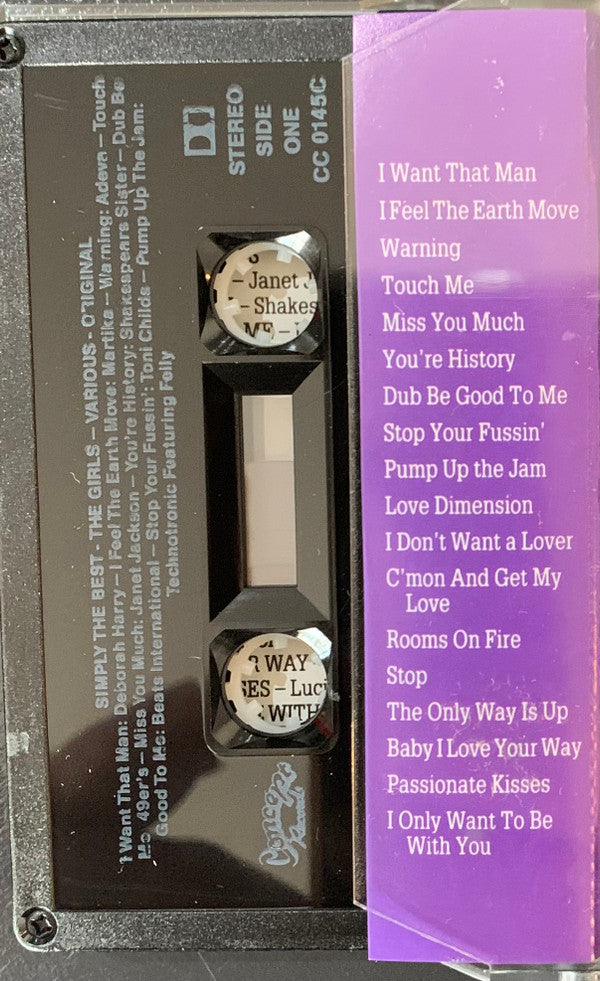 SIMPLY THE BEST - THE GIRLS - VARIOUS - ORIGINAL
I Want That Man: Deborah Harry – I Feel The Earth Move: Martika – Warning: Adeva – Touch
Me: 49er's – Miss You Much: Janet Jackson – You're History: Shakespears Sister – Dub Be
Good To Me: Beats International – Stop Your Fussin': Toni Childs – Pump Up The Jam:
Technotronic Featuring Felly
STEREO
SIDE
ONE
CC 0145C
– Janet J
– Shakes
ME –
R WAY
SES – Luci
WITH
Records
I Want That Man
I Feel The Earth Move
Warning
Touch Me
Miss You Much
You're History
Dub Be Good To Me
Stop Your Fussin'
Pump Up the Jam
Love Dimension
I Don't Want a Lover
C'mon And Get My
Love
Rooms On Fire
Stop
The Only Way Is Up
Baby I Love Your Way
Passionate Kisses
I Only Want To Be
With You